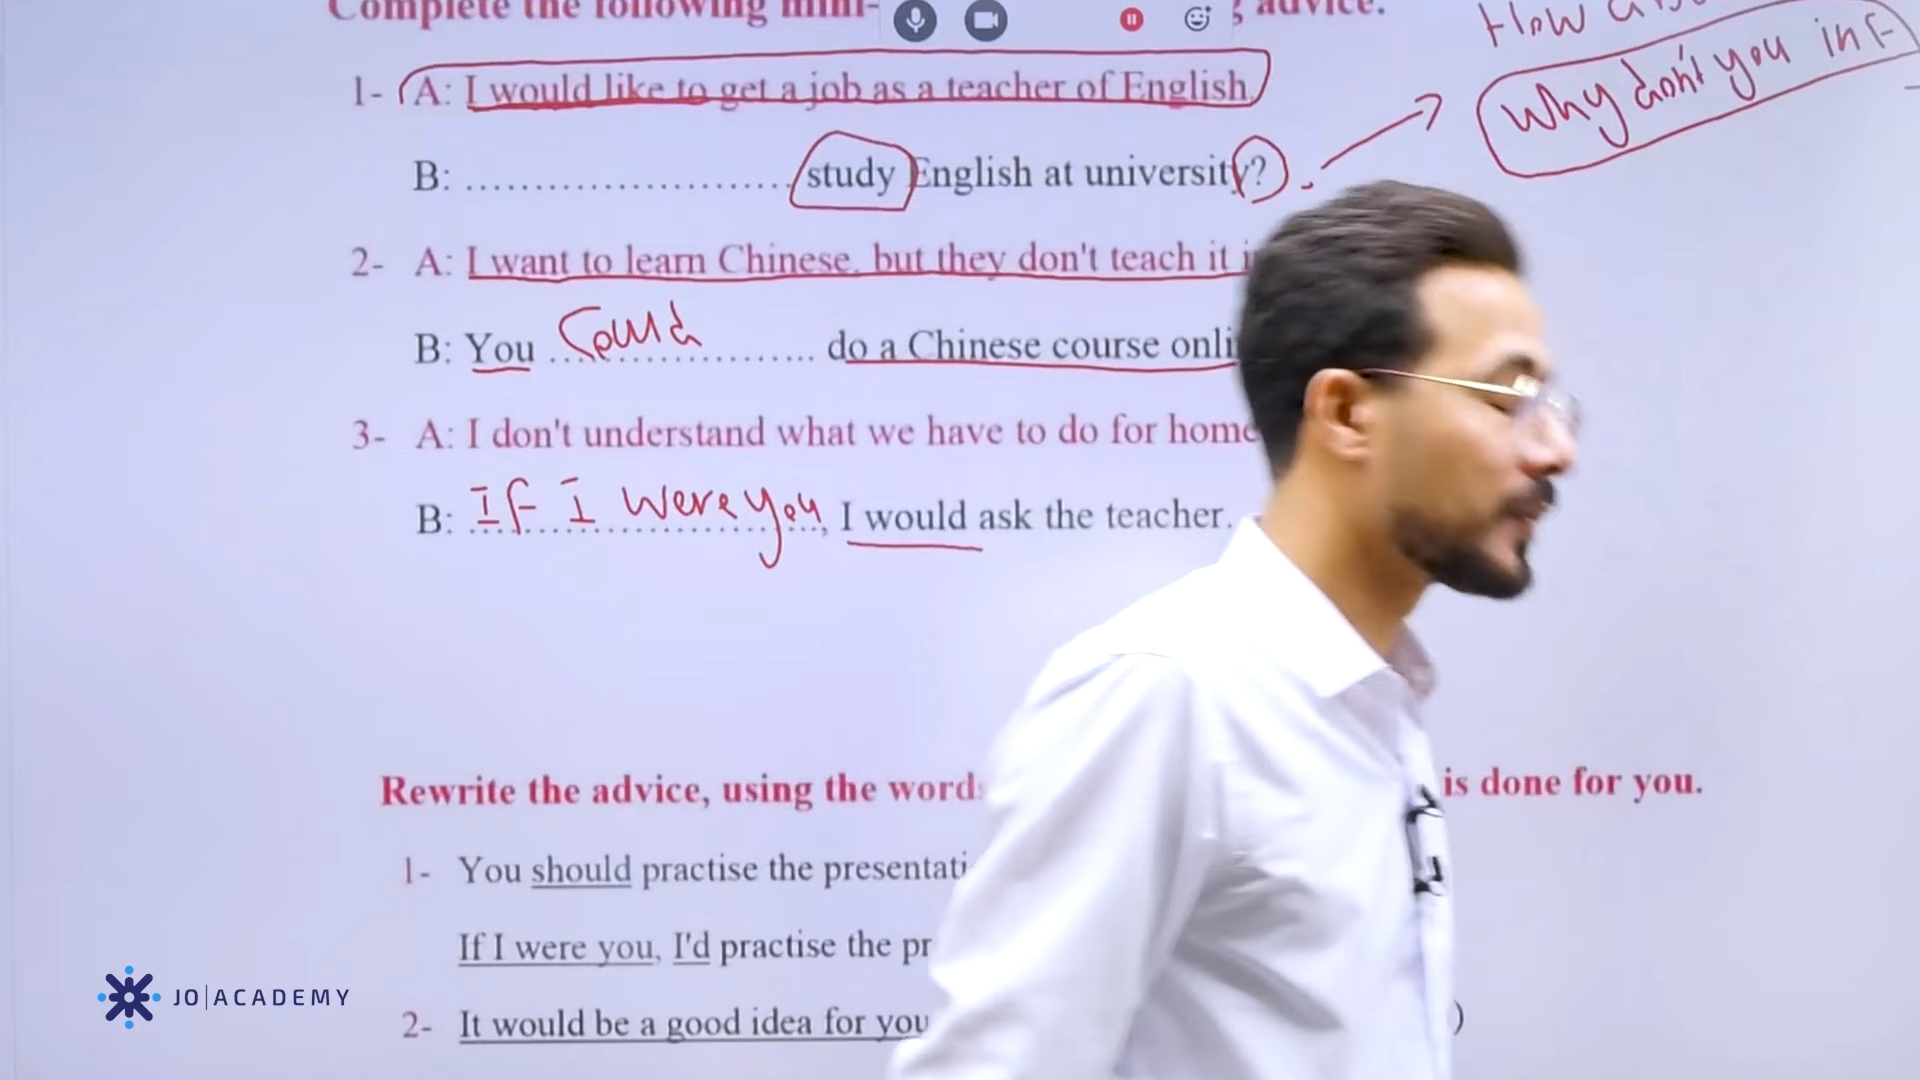 Complete the following mini- advice.
How
Why don't you inf
1- A: I would like to get a job as a teacher of English.
B: ............................ study English at university?
2- A: I want to learn Chinese, but they don't teach it i
B: You could ............ do a Chinese course onli
3- A: I don't understand what we have to do for home
B: If I were you, I would ask the teacher.
Rewrite the advice, using the word is done for you.
1- You should practise the presentati
If I were you, I'd practise the pr
JO|ACADEMY
2- It would be a good idea for you )